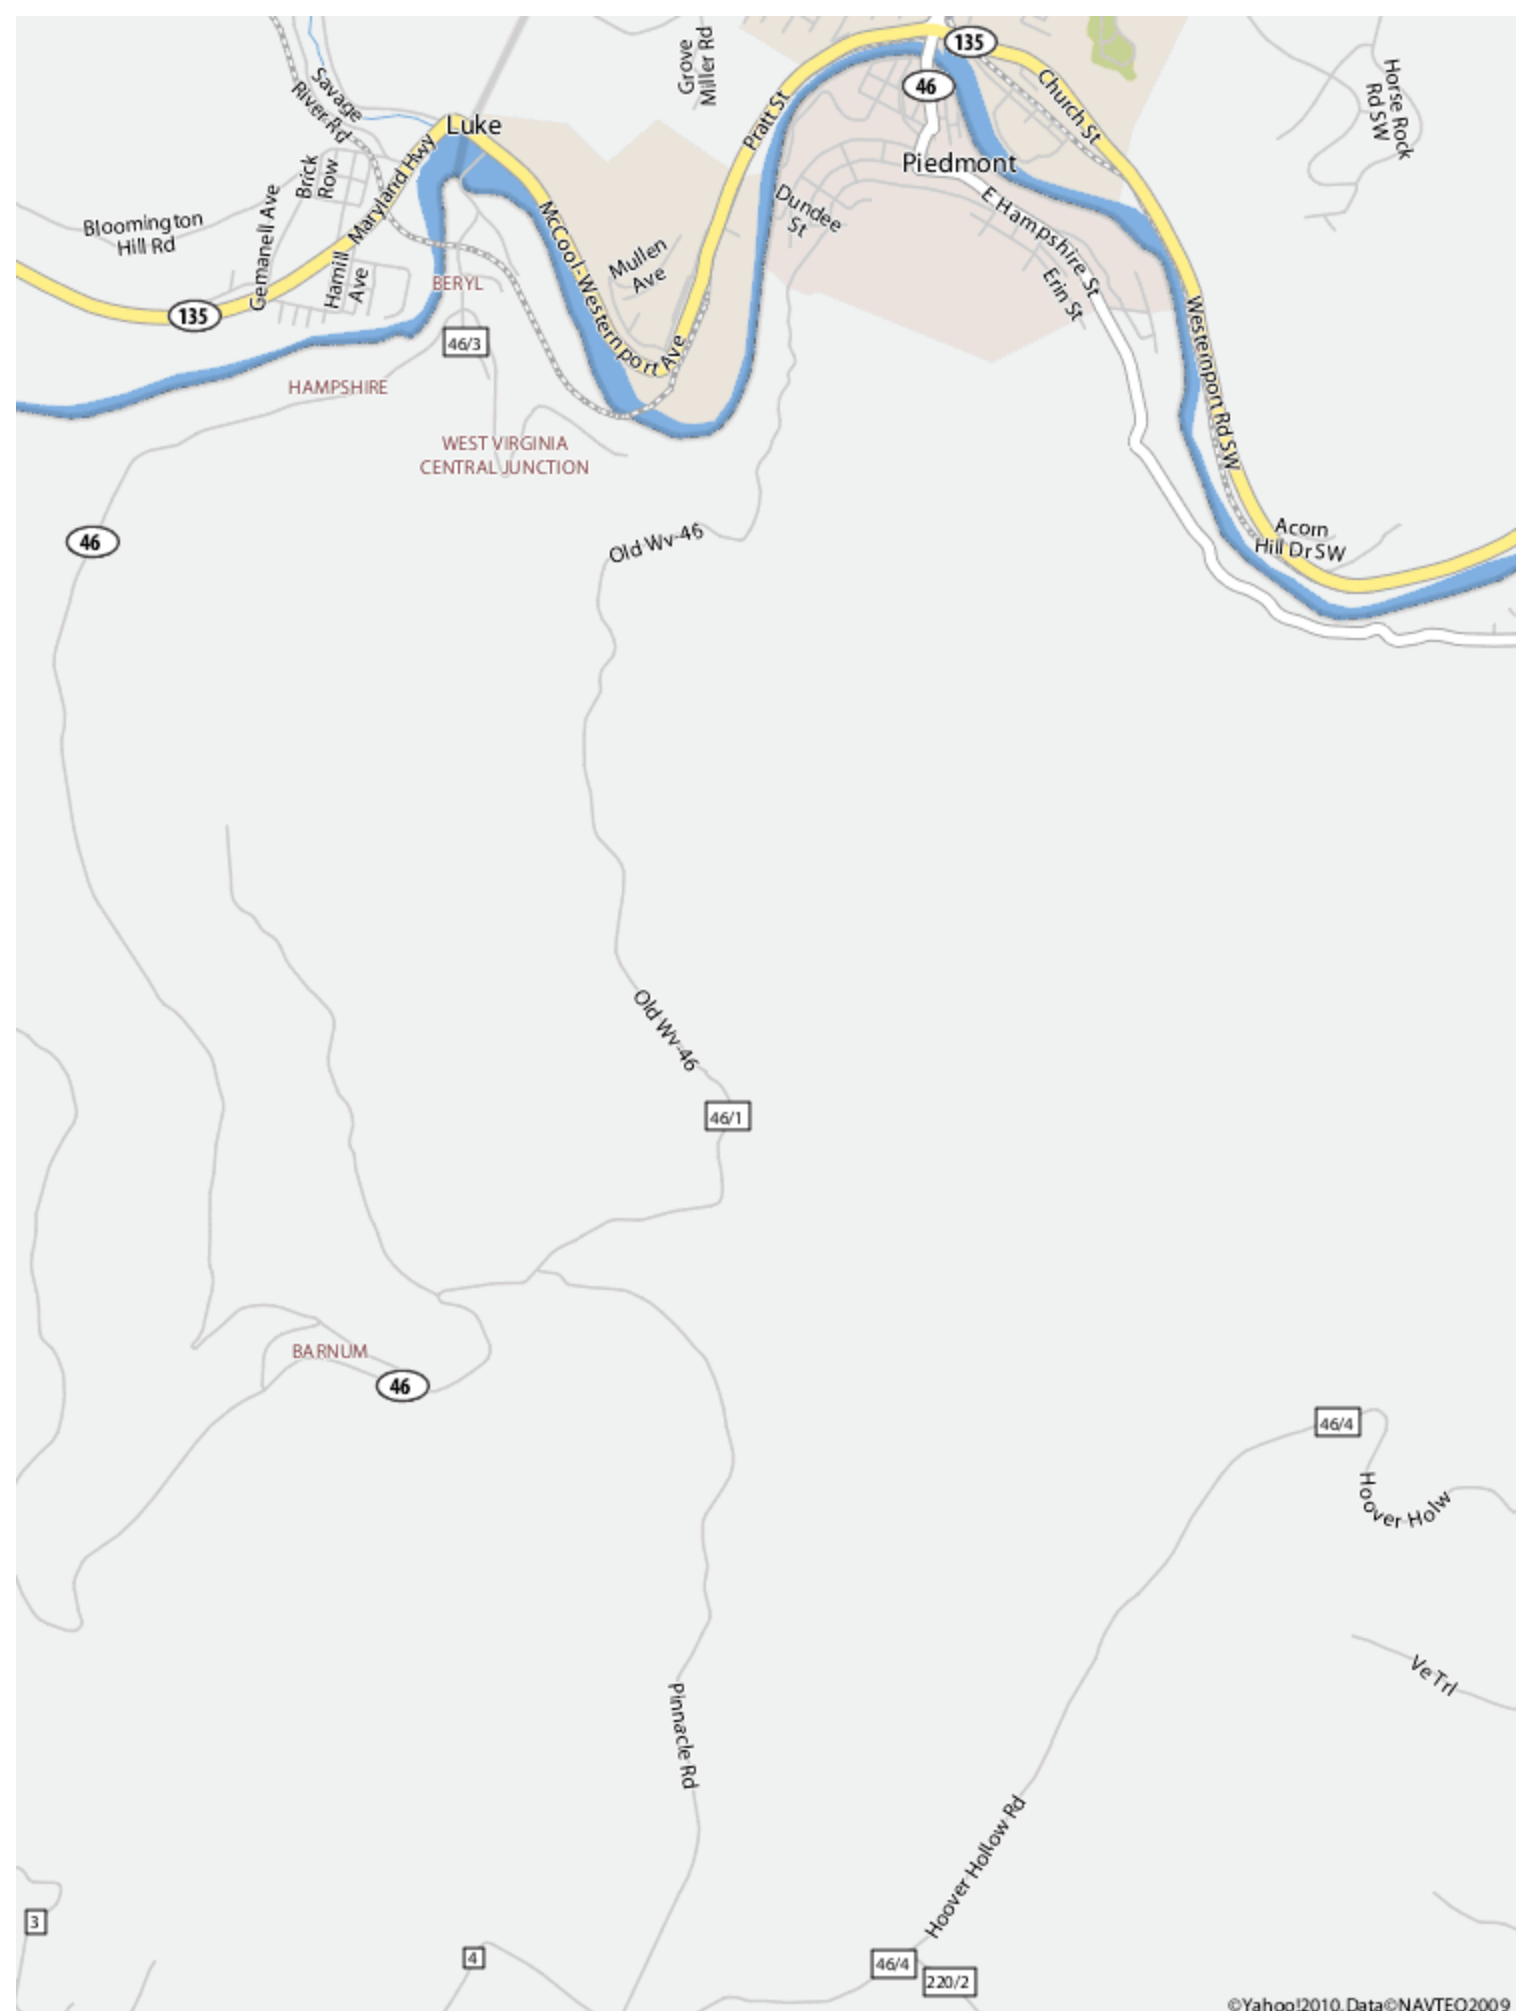 135
Grove
Miller Rd
46
Church St
Horse Rock
Rd SW
Savage
River Rd
Luke
Pratt St
Piedmont
Brick
Row
Maryland Hwy
Bloomington
Hill Rd
Gemanell Ave
Dundee
St
E Hampshire St
McCool-Westernport Ave
Mullen
Ave
Hamill
Ave
BERYL
Erin St
135
46/3
Westernport Rd SW
HAMPSHIRE
WEST VIRGINIA
CENTRAL JUNCTION
46
Old Wv-46
Acorn
Hill Dr SW
Old Wv-46
46/1
BARNUM
46
46/4
Hoover Holw
Ve Trl
Pinnacle Rd
Hoover Hollow Rd
3
4
46/4
220/2
©Yahoo!2010, Data©NAVTEQ2009